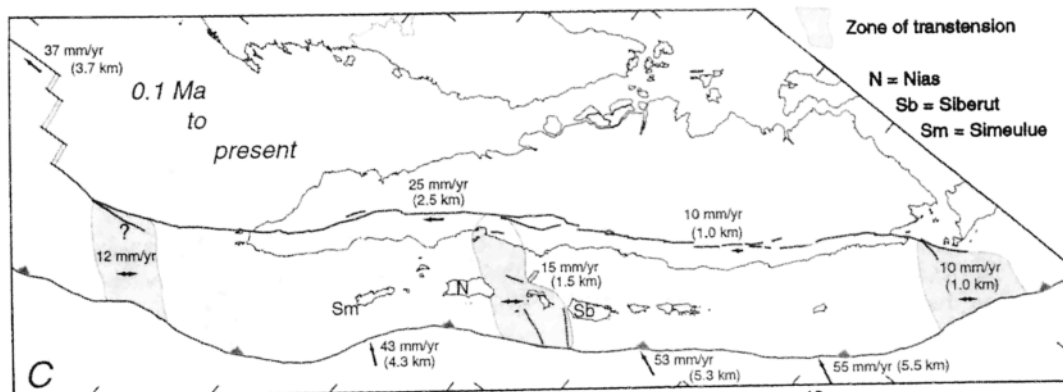 Zone of transtension
37 mm/yr
(3.7 km)
N = Nias
Sb = Siberut
Sm = Simeulue
0.1 Ma
to
present
25 mm/yr
(2.5 km)
10 mm/yr
(1.0 km)
?
12 mm/yr
15 mm/yr
(1.5 km)
10 mm/yr
(1.0 km)
N
Sm
Sb
43 mm/yr
(4.3 km)
53 mm/yr
(5.3 km)
55 mm/yr (5.5 km)
C